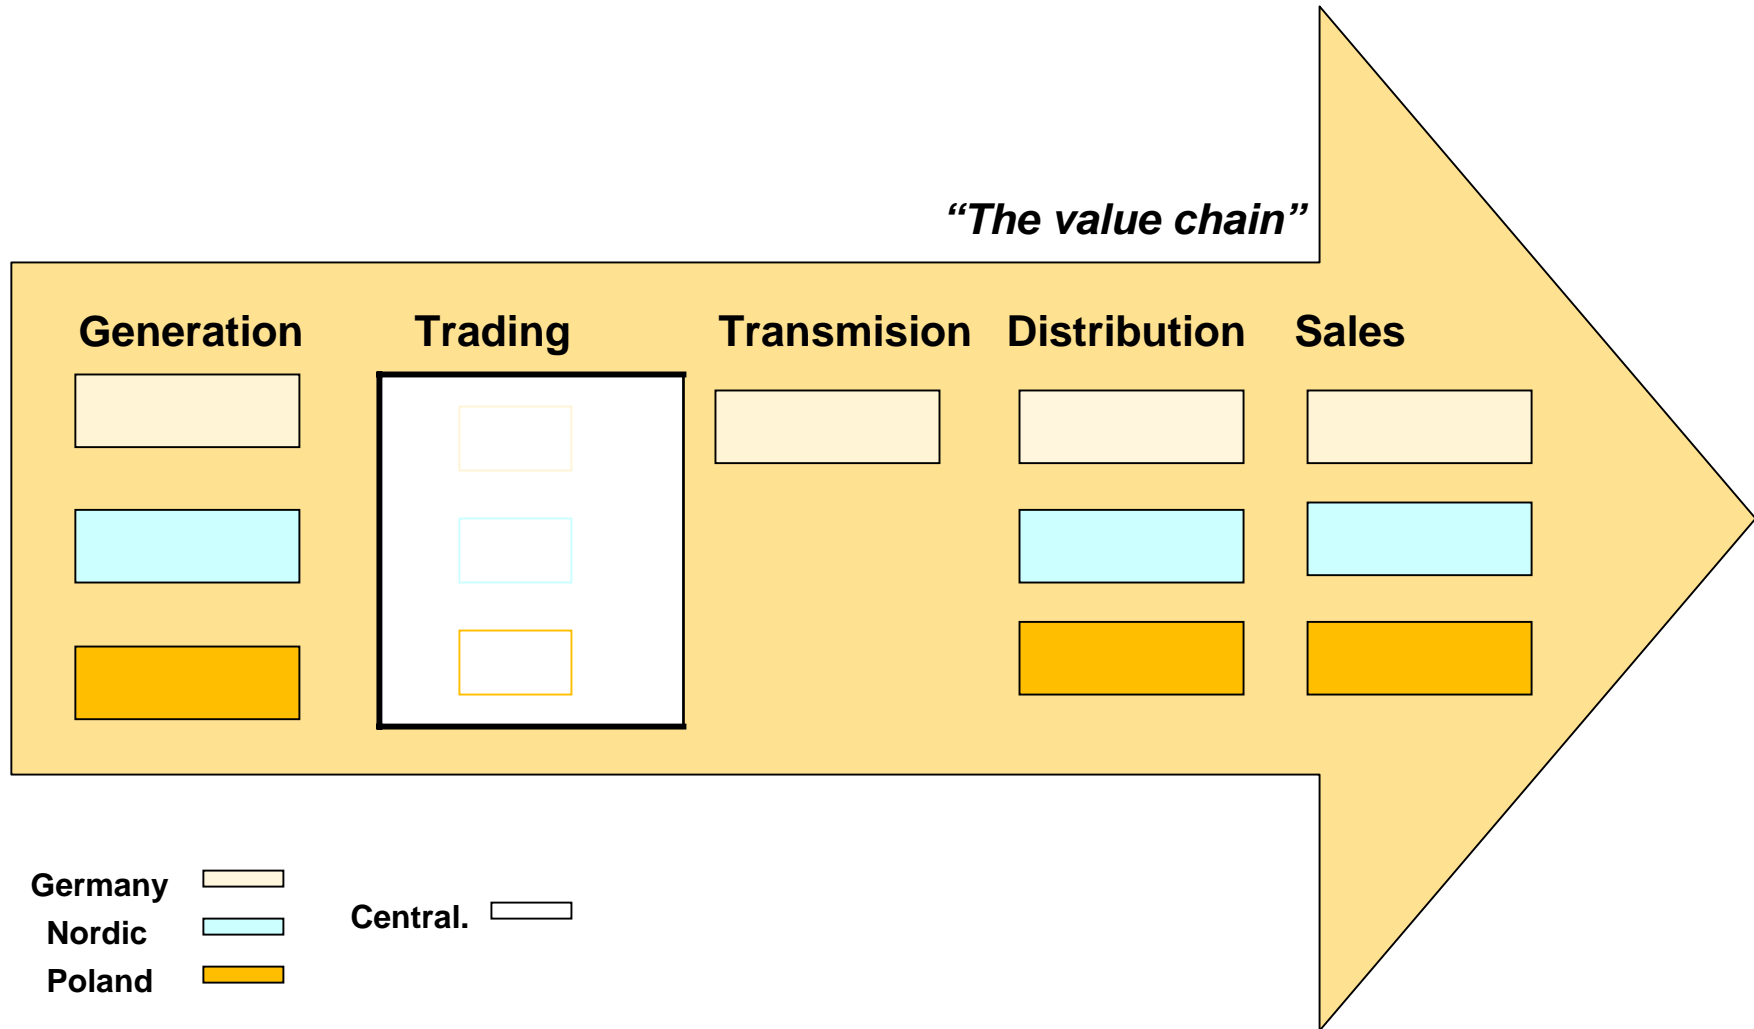 “The value chain”
Generation Trading Transmision Distribution Sales
Germany
Nordic
Poland
Central.